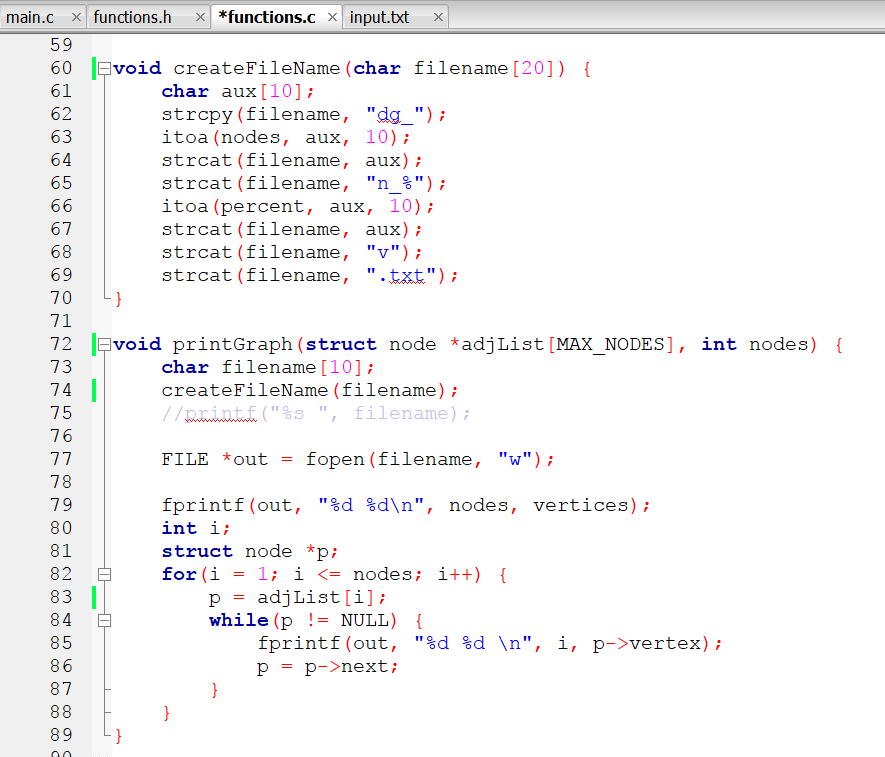 main.c × functions.h × *functions.c × input.txt ×
59
60 void createFileName(char filename[20]) {
61 char aux[10];
62 strcpy(filename, "dg_");
63 itoa(nodes, aux, 10);
64 strcat(filename, aux);
65 strcat(filename, "n_%");
66 itoa(percent, aux, 10);
67 strcat(filename, aux);
68 strcat(filename, "v");
69 strcat(filename, ".txt");
70 }
71
72 void printGraph(struct node *adjList[MAX_NODES], int nodes) {
73 char filename[10];
74 createFileName(filename);
75 //printf("%s ", filename);
76
77 FILE *out = fopen(filename, "w");
78
79 fprintf(out, "%d %d\n", nodes, vertices);
80 int i;
81 struct node *p;
82 for(i = 1; i <= nodes; i++) {
83 p = adjList[i];
84 while(p != NULL) {
85 fprintf(out, "%d %d \n", i, p->vertex);
86 p = p->next;
87 }
88 }
89 }
90